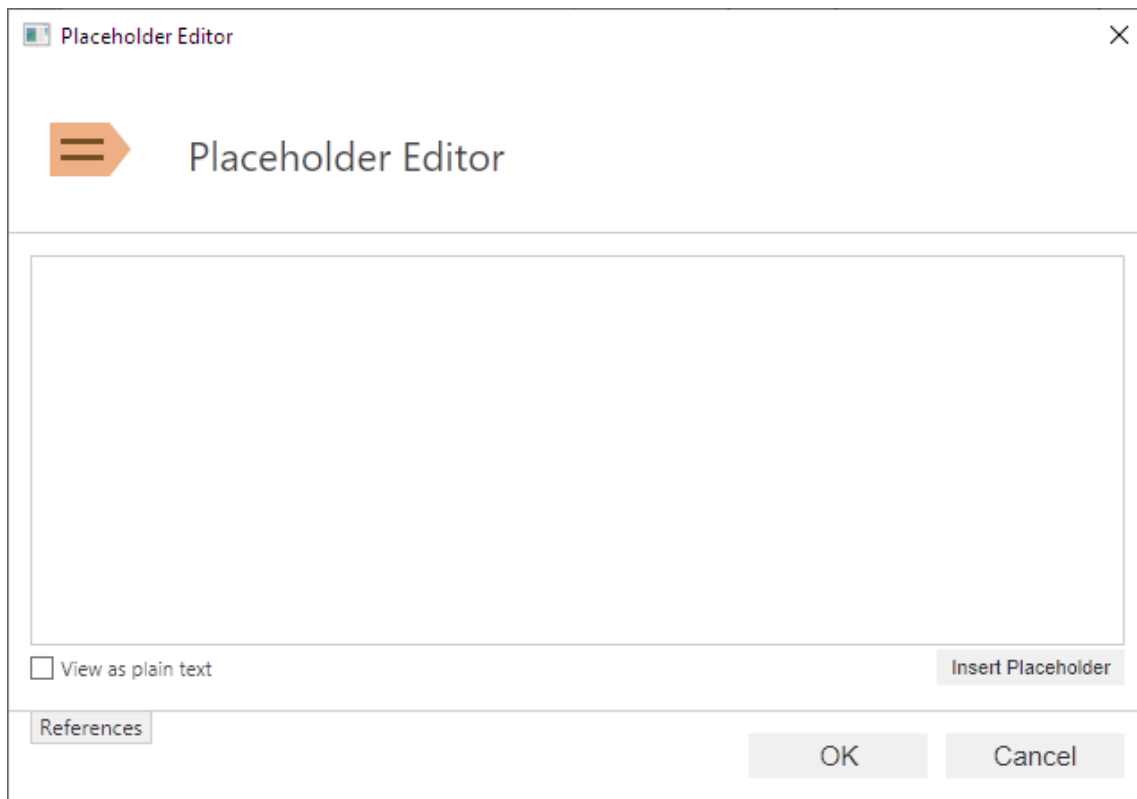 Placeholder Editor
Placeholder Editor
View as plain text
Insert Placeholder
References
OK
Cancel